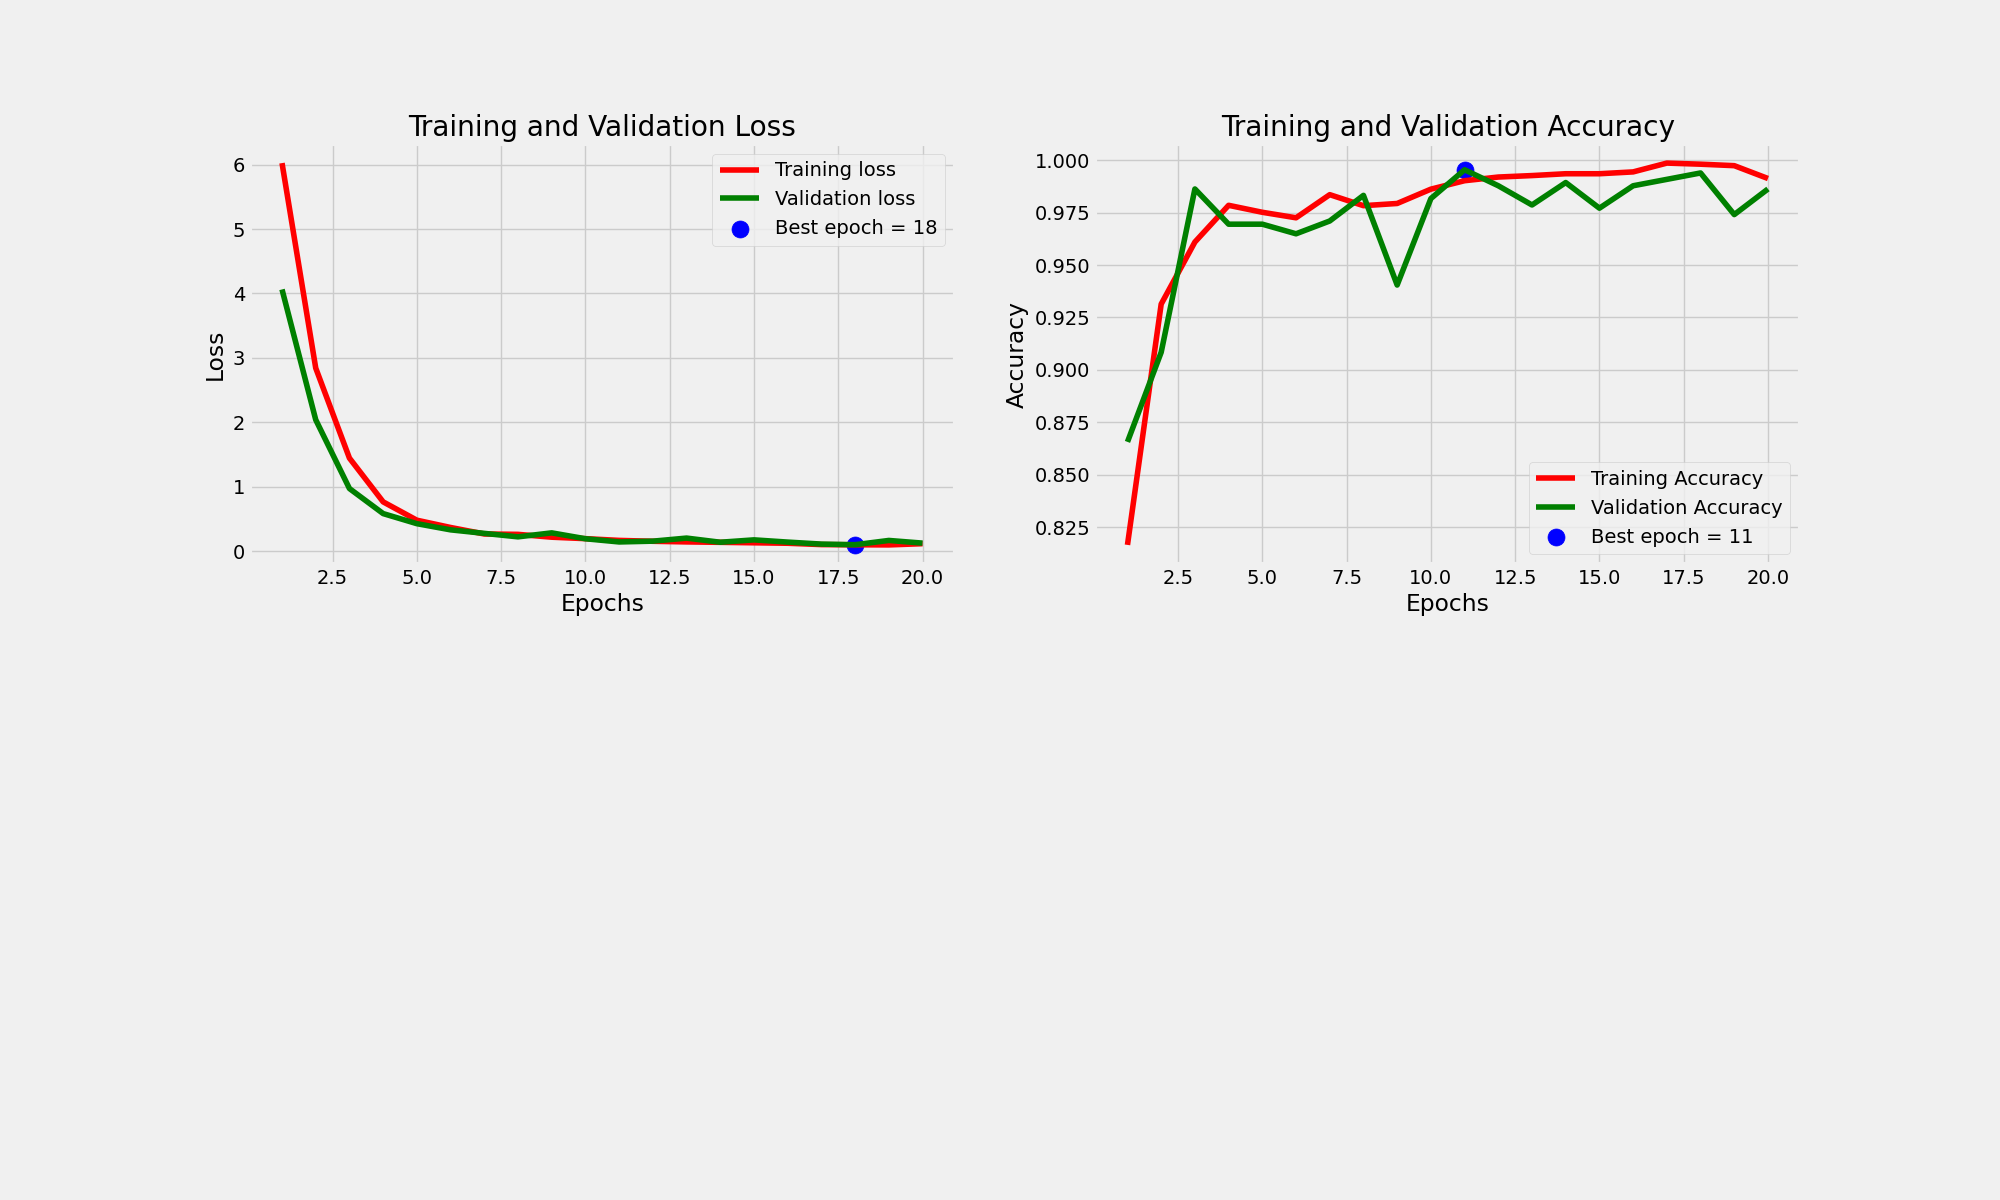 Training and Validation Loss
6
5
4
3
2
1
0
Loss
Training loss
Validation loss
Best epoch = 18
2.5 5.0 7.5 10.0 12.5 15.0 17.5 20.0
Epochs
Training and Validation Accuracy
1.000
0.975
0.950
0.925
0.900
0.875
0.850
0.825
Accuracy
Training Accuracy
Validation Accuracy
Best epoch = 11
2.5 5.0 7.5 10.0 12.5 15.0 17.5 20.0
Epochs